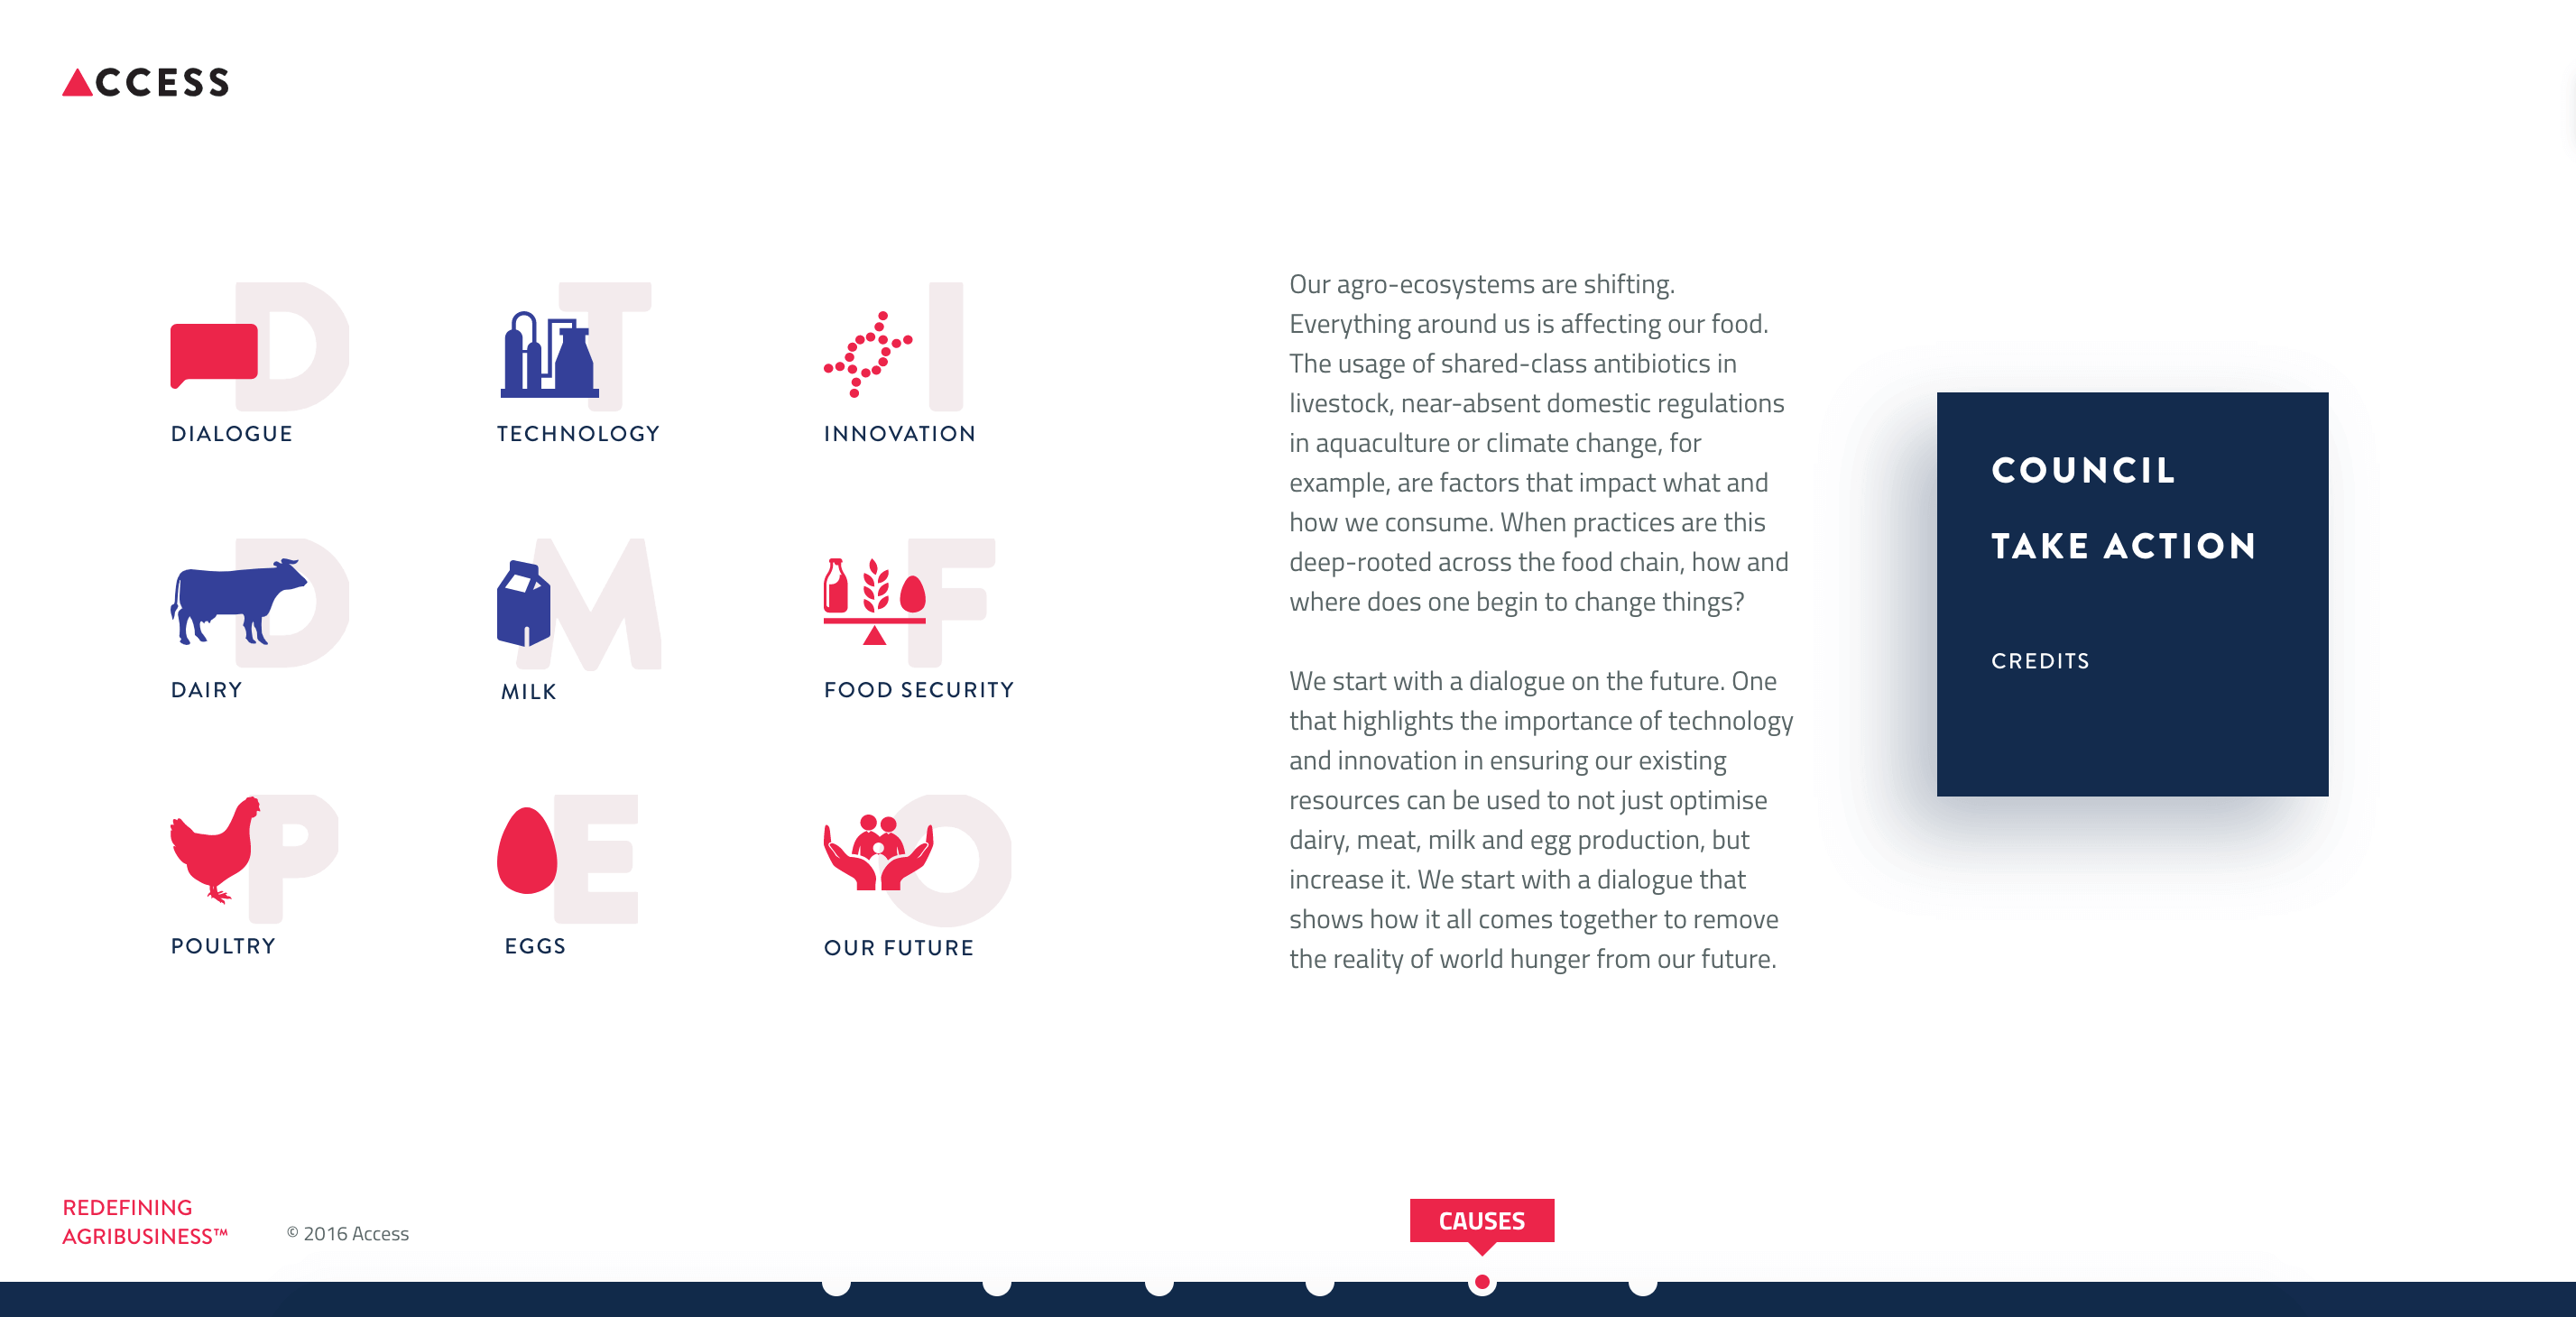 ACCESS
D
T
I
DIALOGUE
TECHNOLOGY
INNOVATION
D
M
F
DAIRY
MILK
FOOD SECURITY
P
E
O
POULTRY
EGGS
OUR FUTURE
Our agro-ecosystems are shifting.
Everything around us is affecting our food.
The usage of shared-class antibiotics in
livestock, near-absent domestic regulations
in aquaculture or climate change, for
example, are factors that impact what and
how we consume. When practices are this
deep-rooted across the food chain, how and
where does one begin to change things?
We start with a dialogue on the future. One
that highlights the importance of technology
and innovation in ensuring our existing
resources can be used to not just optimise
dairy, meat, milk and egg production, but
increase it. We start with a dialogue that
shows how it all comes together to remove
the reality of world hunger from our future.
COUNCIL
TAKE ACTION
CREDITS
REDEFINING
AGRIBUSINESS™
© 2016 Access
CAUSES